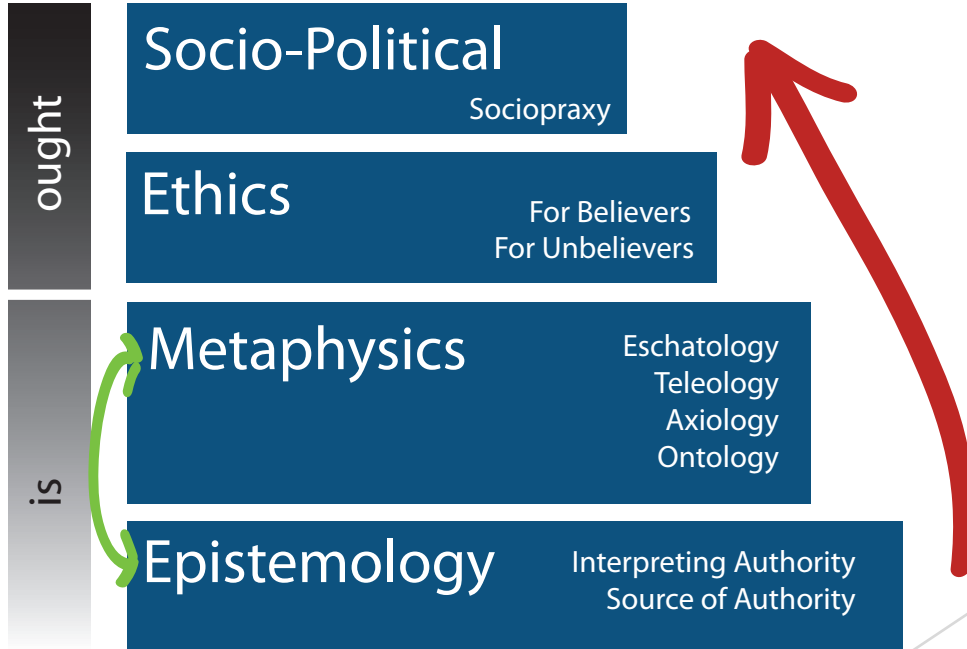 ought
Socio-Political
Sociopraxy
Ethics
For Believers
For Unbelievers
is
Metaphysics
Eschatology
Teleology
Axiology
Ontology
Epistemology
Interpreting Authority
Source of Authority